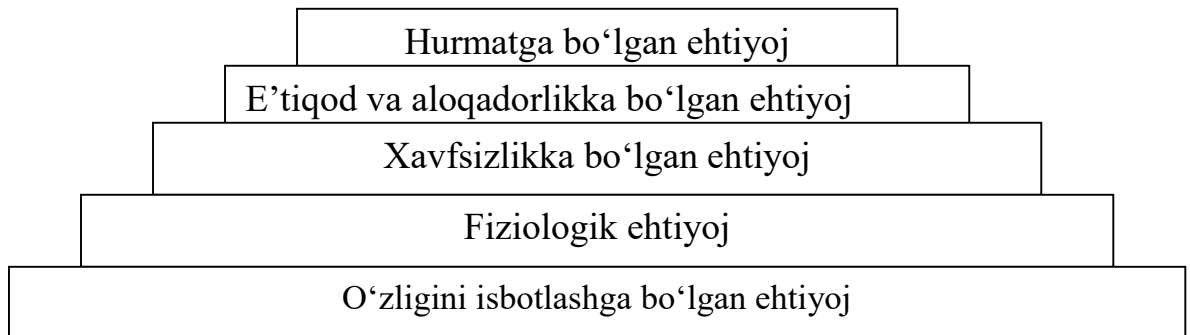 Hurmatga bo‘lgan ehtiyoj
E’tiqod va aloqadorlikka bo‘lgan ehtiyoj
Xavfsizlikka bo‘lgan ehtiyoj
Fiziologik ehtiyoj
O‘zligini isbotlashga bo‘lgan ehtiyoj